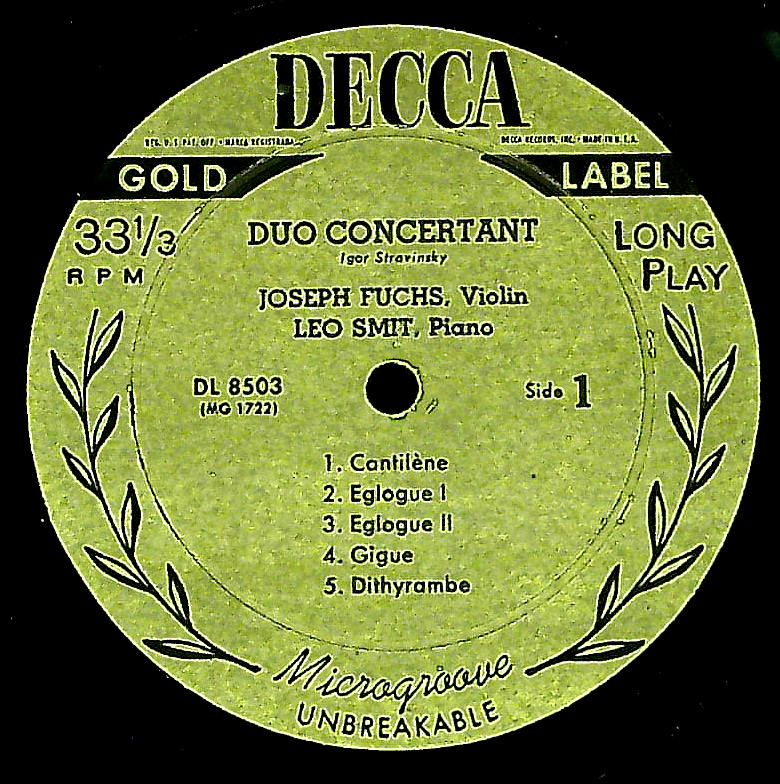 DECCA
REG. U.S. PAT. OFF. • MARCA REGISTRADA
DECCA RECORDS, INC. • MADE IN U.S.A.
GOLD LABEL
33 1/3
RPM
LONG
PLAY
DUO CONCERTANT
Igor Stravinsky
JOSEPH FUCHS, Violin
LEO SMIT, Piano
DL 8503
(MG 1722)
Side 1
1. Cantilène
2. Eglogue I
3. Eglogue II
4. Gigue
5. Dithyrambe
Microgroove
UNBREAKABLE